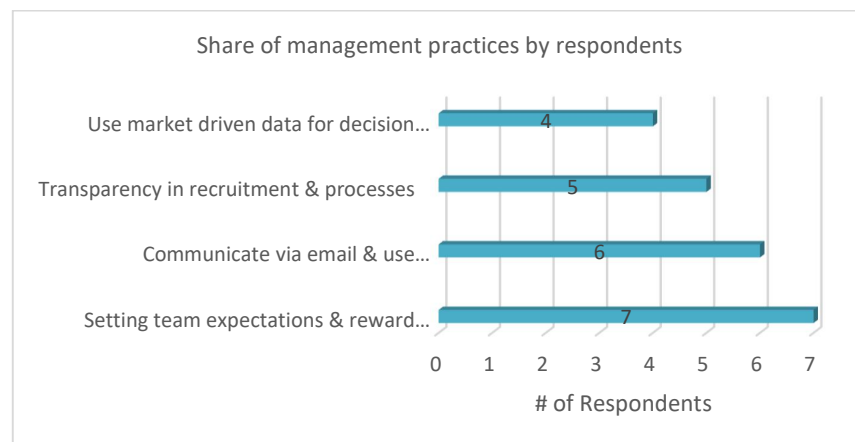 Share of management practices by respondents
Use market driven data for decision...
4
Transparency in recruitment & processes
5
Communicate via email & use...
6
Setting team expectations & reward...
7
0 1 2 3 4 5 6 7
# of Respondents